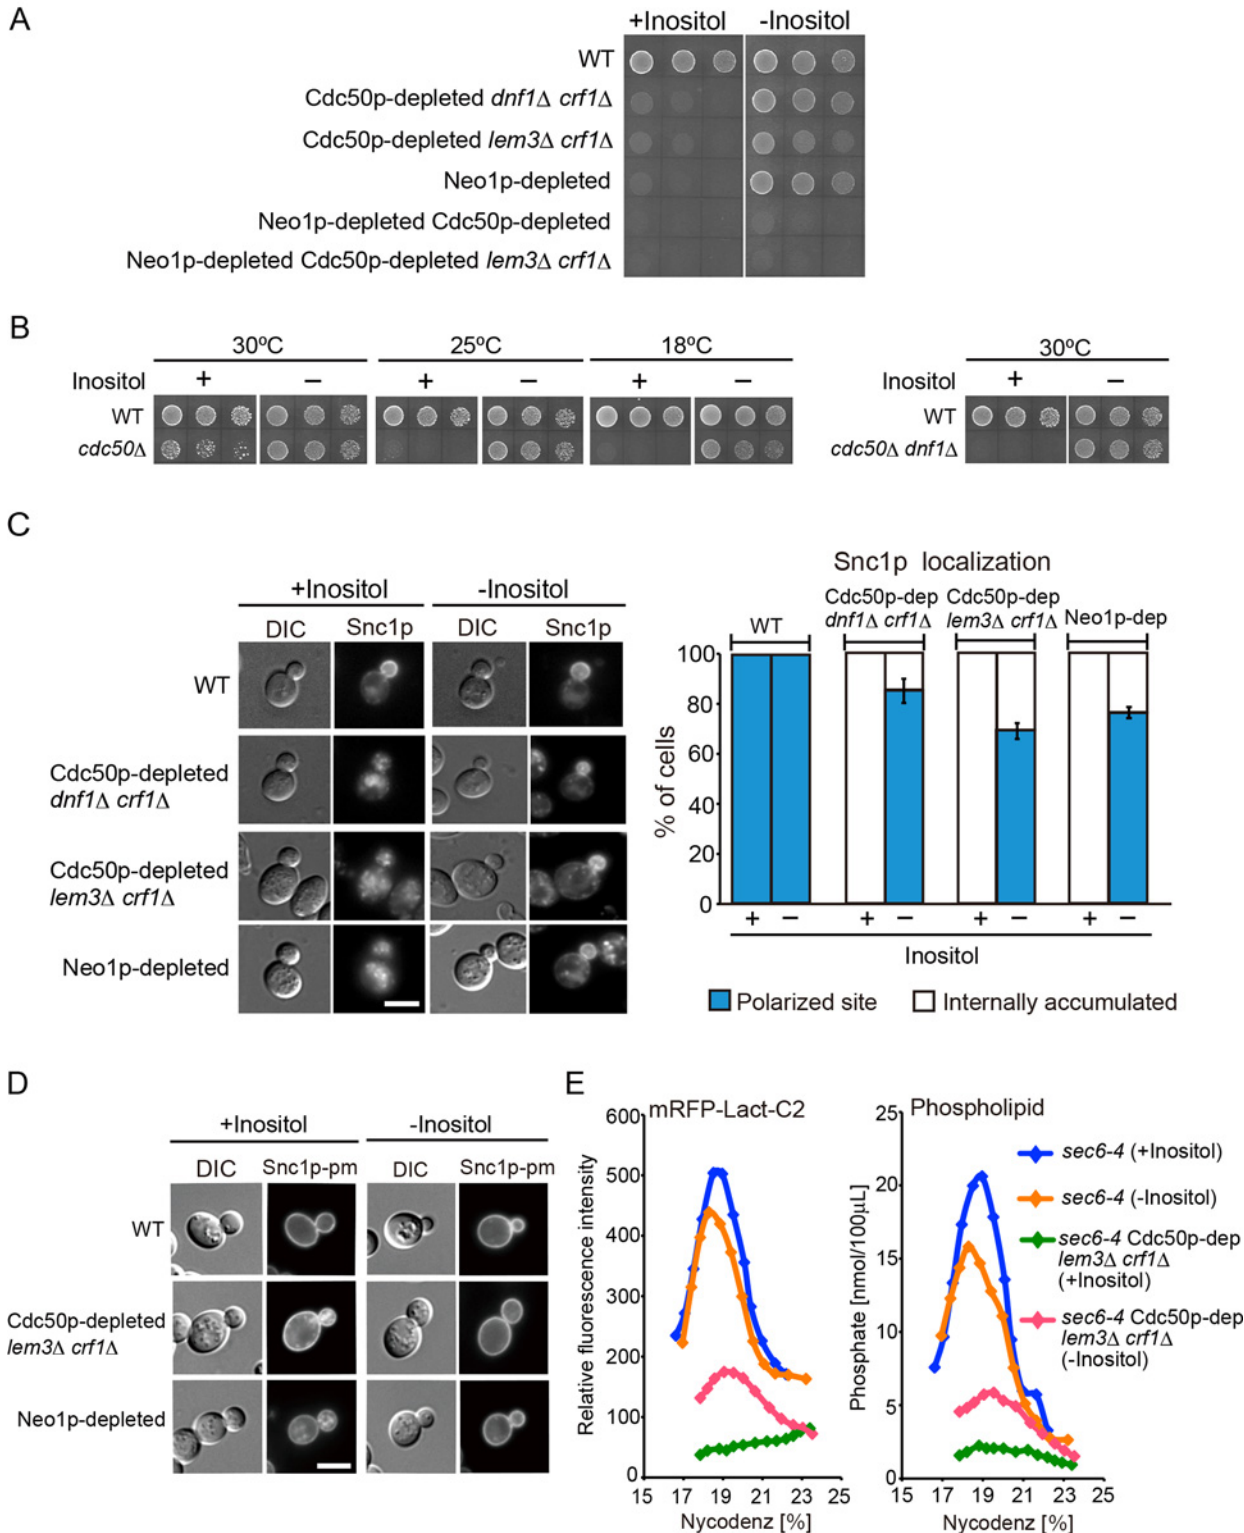 A
+Inositol -Inositol
WT
Cdc50p-depleted dnf1Δ crf1Δ
Cdc50p-depleted lem3Δ crf1Δ
Neo1p-depleted
Neo1p-depleted Cdc50p-depleted
Neo1p-depleted Cdc50p-depleted lem3Δ crf1Δ
B
30ºC 25ºC 18ºC 30ºC
Inositol + − + − + − Inositol + −
WT WT
cdc50Δ cdc50Δ dnf1Δ
C
+Inositol -Inositol
DIC Snc1p DIC Snc1p
WT
Cdc50p-depleted
dnf1Δ crf1Δ
Cdc50p-depleted
lem3Δ crf1Δ
Neo1p-depleted
Snc1p localization
WT
Cdc50p-dep
dnf1Δ crf1Δ
Cdc50p-dep
lem3Δ crf1Δ
Neo1p-dep
% of cells
100
80
60
40
20
0
+ − + − + − + −
Inositol
Polarized site Internally accumulated
D
+Inositol -Inositol
DIC Snc1p-pm DIC Snc1p-pm
WT
Cdc50p-depleted
lem3Δ crf1Δ
Neo1p-depleted
E
mRFP-Lact-C2
Relative fluorescence intensity
600
500
400
300
200
100
0
15 17 19 21 23 25
Nycodenz [%]
Phospholipid
Phosphate [nmol/100μL]
25
20
15
10
5
0
15 17 19 21 23 25
Nycodenz [%]
sec6-4 (+Inositol)
sec6-4 (-Inositol)
sec6-4 Cdc50p-dep
lem3Δ crf1Δ
(+Inositol)
sec6-4 Cdc50p-dep
lem3Δ crf1Δ
(-Inositol)